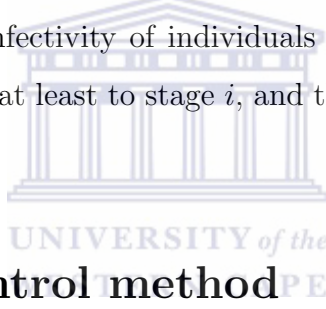 nfectivity of individuals
at least to stage i, and t
UNIVERSITY of the
ntrol method